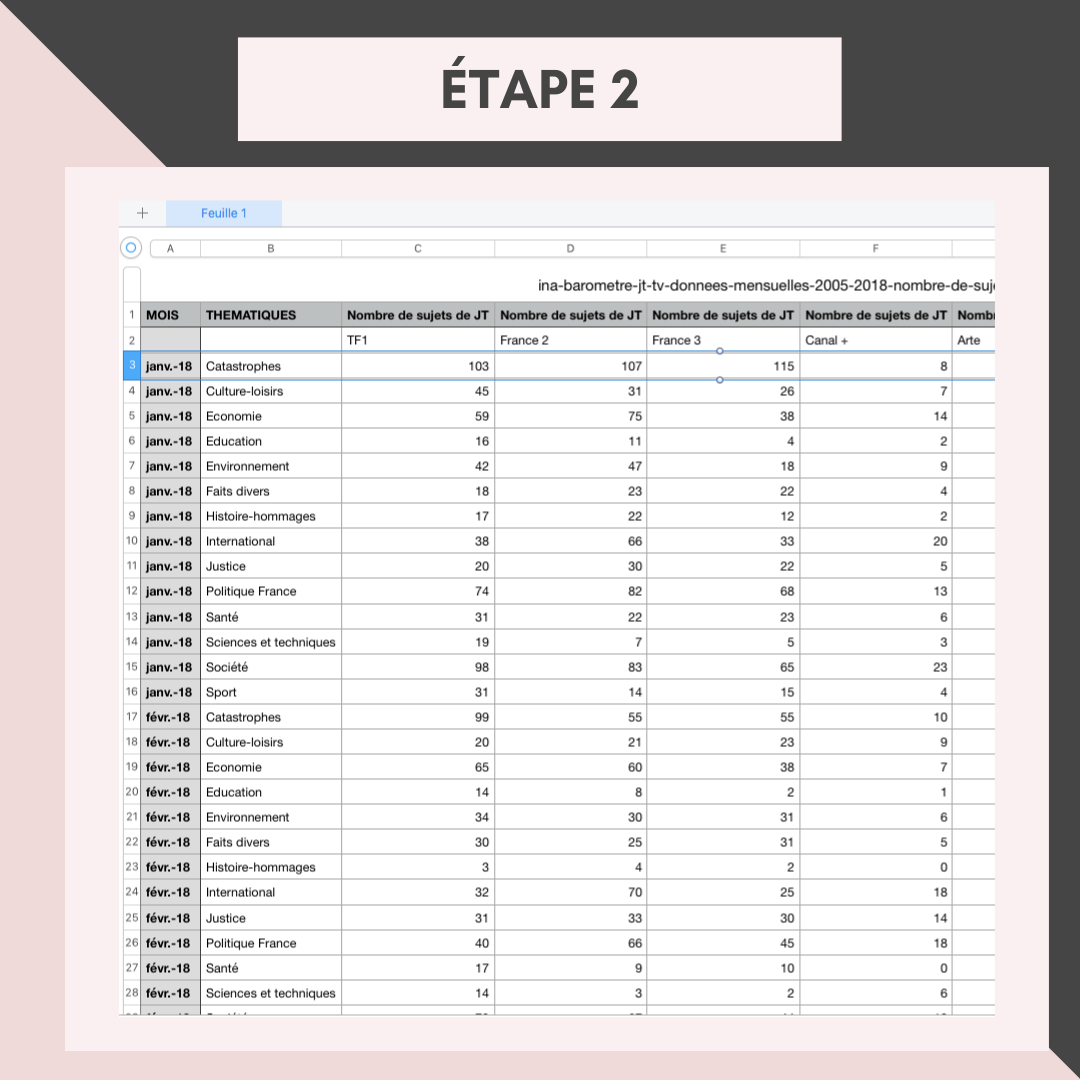 ÉTAPE 2
+ Feuille 1
A B C D E F
ina-barometre-jt-tv-donnees-mensuelles-2005-2018-nombre-de-suje
1 MOIS THEMATIQUES Nombre de sujets de JT Nombre de sujets de JT Nombre de sujets de JT Nombre de sujets de JT Nomb
2 TF1 France 2 France 3 Canal + Arte
3 janv.-18 Catastrophes 103 107 115 8
4 janv.-18 Culture-loisirs 45 31 26 7
5 janv.-18 Economie 59 75 38 14
6 janv.-18 Education 16 11 4 2
7 janv.-18 Environnement 42 47 18 9
8 janv.-18 Faits divers 18 23 22 4
9 janv.-18 Histoire-hommages 17 22 12 2
10 janv.-18 International 38 66 33 20
11 janv.-18 Justice 20 30 22 5
12 janv.-18 Politique France 74 82 68 13
13 janv.-18 Santé 31 22 23 6
14 janv.-18 Sciences et techniques 19 7 5 3
15 janv.-18 Société 98 83 65 23
16 janv.-18 Sport 31 14 15 4
17 févr.-18 Catastrophes 99 55 55 10
18 févr.-18 Culture-loisirs 20 21 23 9
19 févr.-18 Economie 65 60 38 7
20 févr.-18 Education 14 8 2 1
21 févr.-18 Environnement 34 30 31 6
22 févr.-18 Faits divers 30 25 31 5
23 févr.-18 Histoire-hommages 3 4 2 0
24 févr.-18 International 32 70 25 18
25 févr.-18 Justice 31 33 30 14
26 févr.-18 Politique France 40 66 45 18
27 févr.-18 Santé 17 9 10 0
28 févr.-18 Sciences et techniques 14 3 2 6